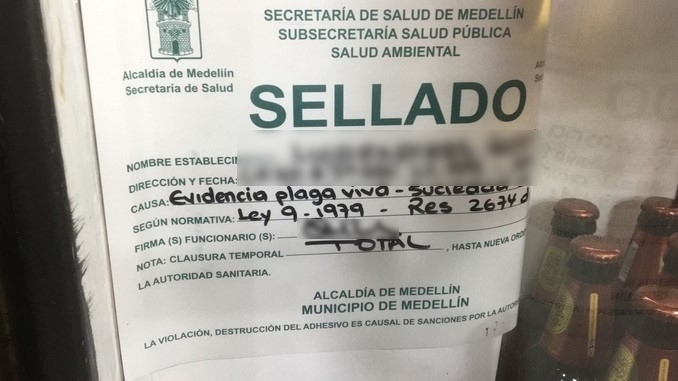 SECRETARÍA DE SALUD DE MEDELLÍN
SUBSECRETARÍA SALUD PÚBLICA
SALUD AMBIENTAL
Alcaldía de Medellín
Secretaría de Salud
SELLADO
NOMBRE ESTABLECI
DIRECCIÓN Y FECHA:
CAUSA: Evidencia plaga viva - Suciedad
SEGÚN NORMATIVA: Ley 9-1979 - Res 2674 d
FIRMA (S) FUNCIONARIO (S):
NOTA: CLAUSURA TEMPORAL TOTAL, HASTA NUEVA ORDE
LA AUTORIDAD SANITARIA.
ALCALDÍA DE MEDELLÍN
MUNICIPIO DE MEDELLÍN
LA VIOLACIÓN, DESTRUCCIÓN DEL ADHESIVO ES CAUSAL DE SANCIONES POR LA AUTORI